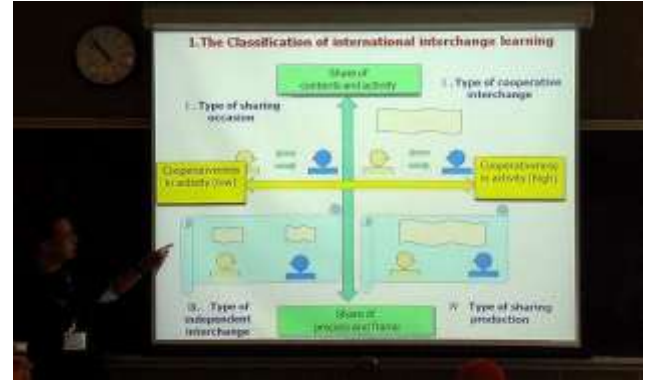 1.The Classification of international interchange learning
Share of
contents and activity
Type of sharing
occasion
Type of cooperative
interchange
Cooperativeness
in activity (low)
Cooperativeness
in activity (high)
Type of
independent
interchange
Share of
process and frame
Ⅳ Type of sharing
production